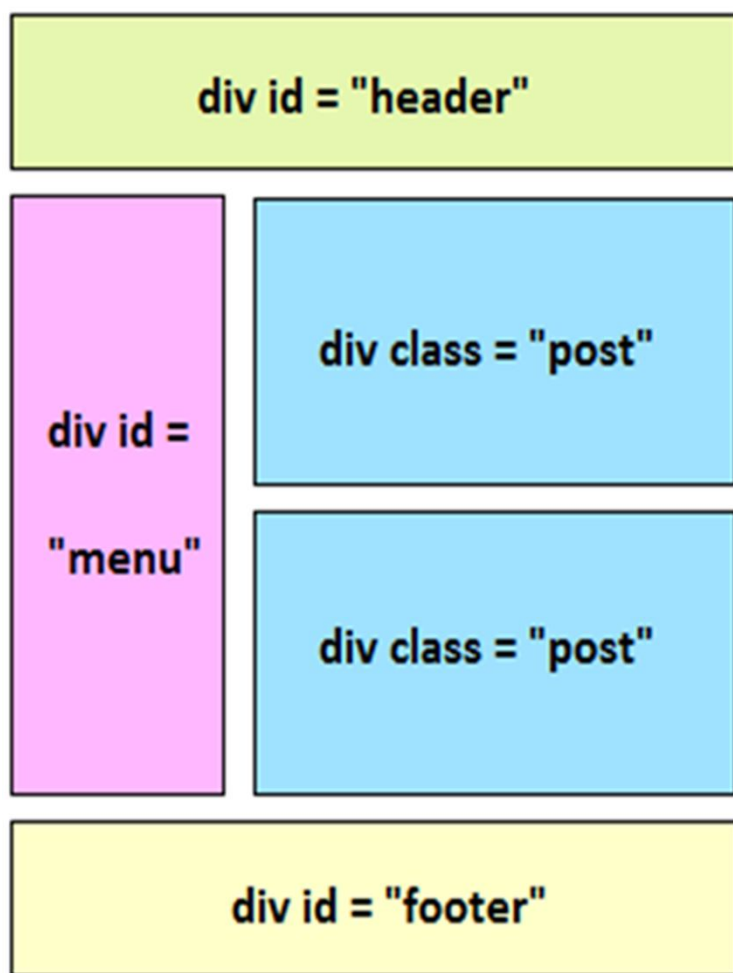 div id = "header"
div id =
"menu"
div class = "post"
div class = "post"
div id = "footer"